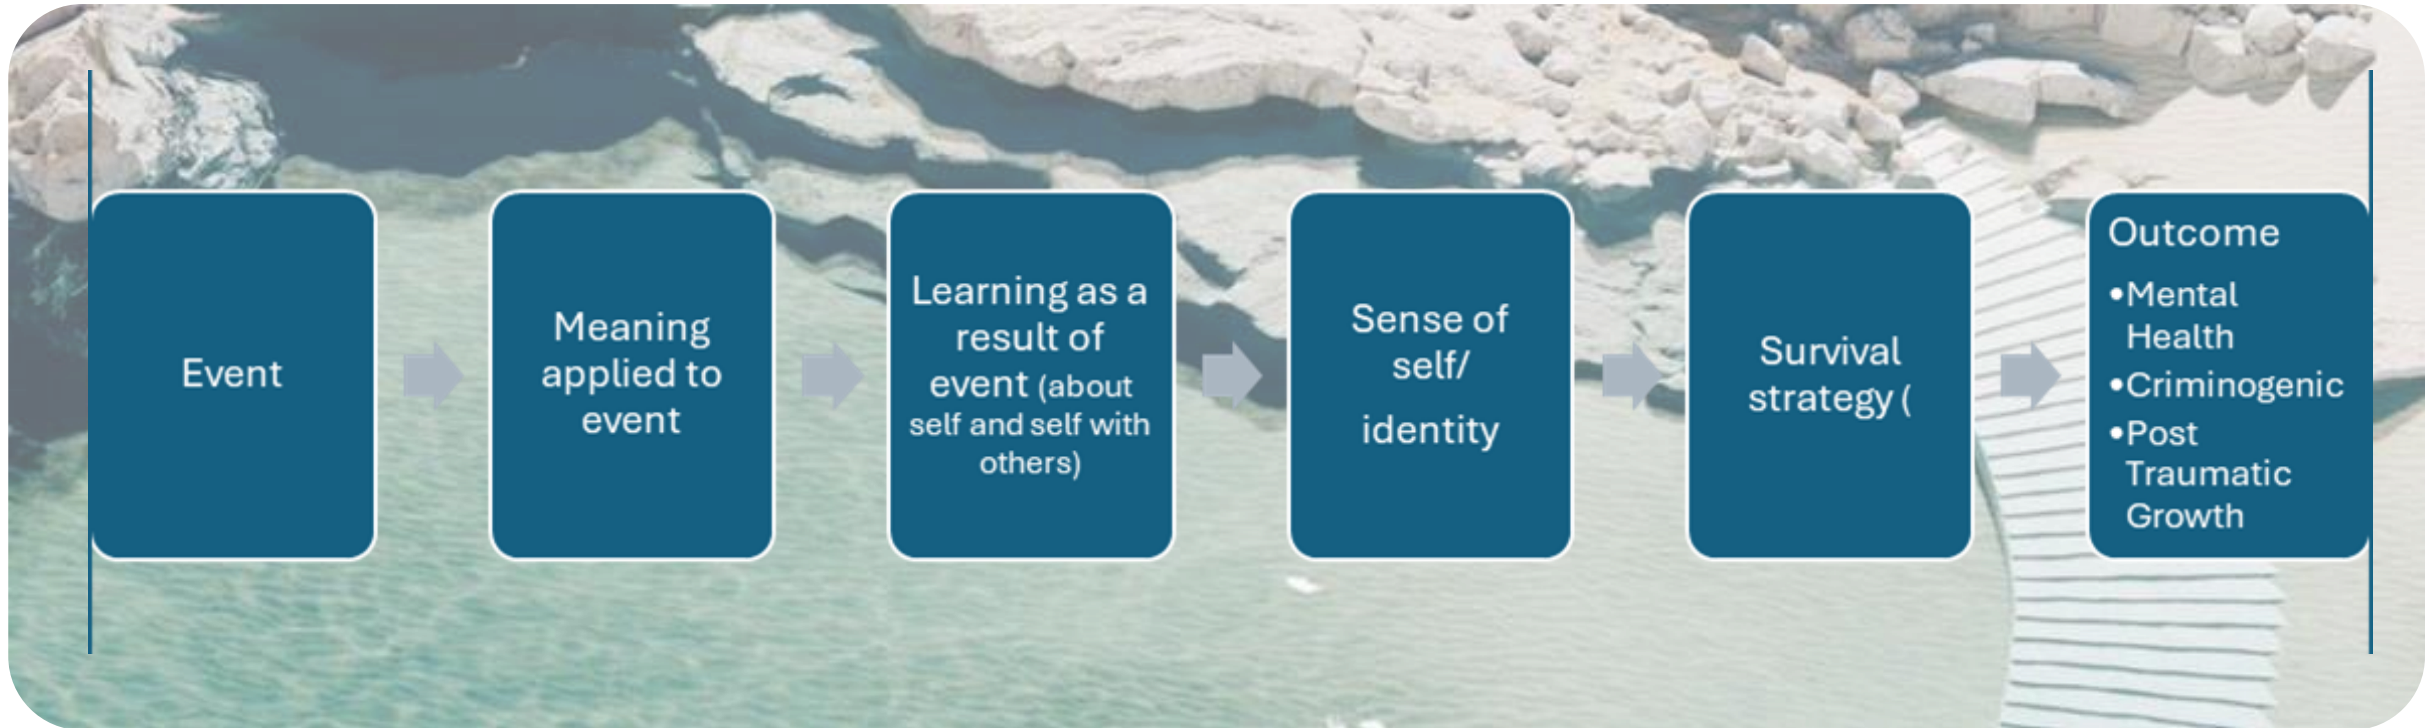 Event
Meaning
applied to
event
Learning as a
result of
event (about
self and self with
others)
Sense of
self/
identity
Survival
strategy (
Outcome
•Mental
Health
•Criminogenic
•Post
Traumatic
Growth